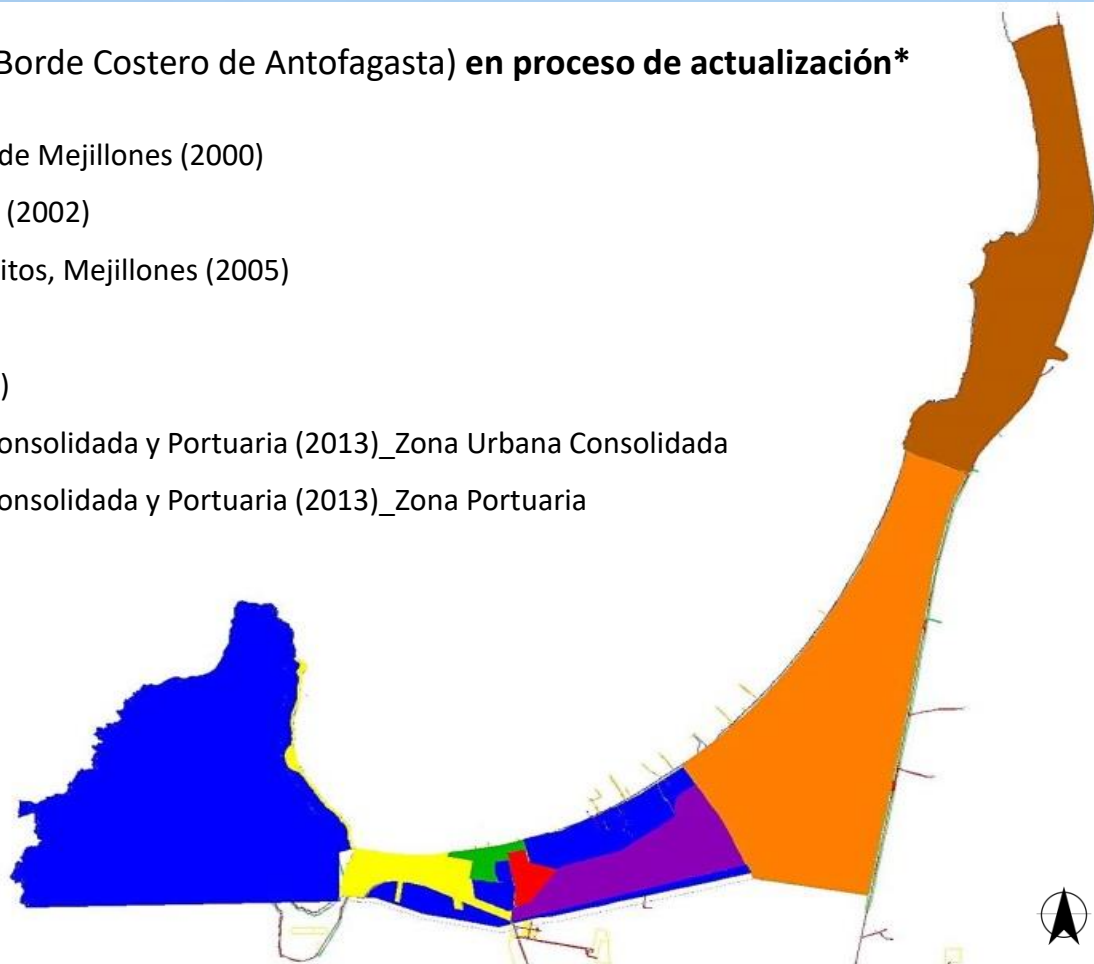 Borde Costero de Antofagasta) en proceso de actualización*
de Mejillones (2000)
(2002)
itos, Mejillones (2005)
)
onsolidada y Portuaria (2013)_Zona Urbana Consolidada
onsolidada y Portuaria (2013)_Zona Portuaria